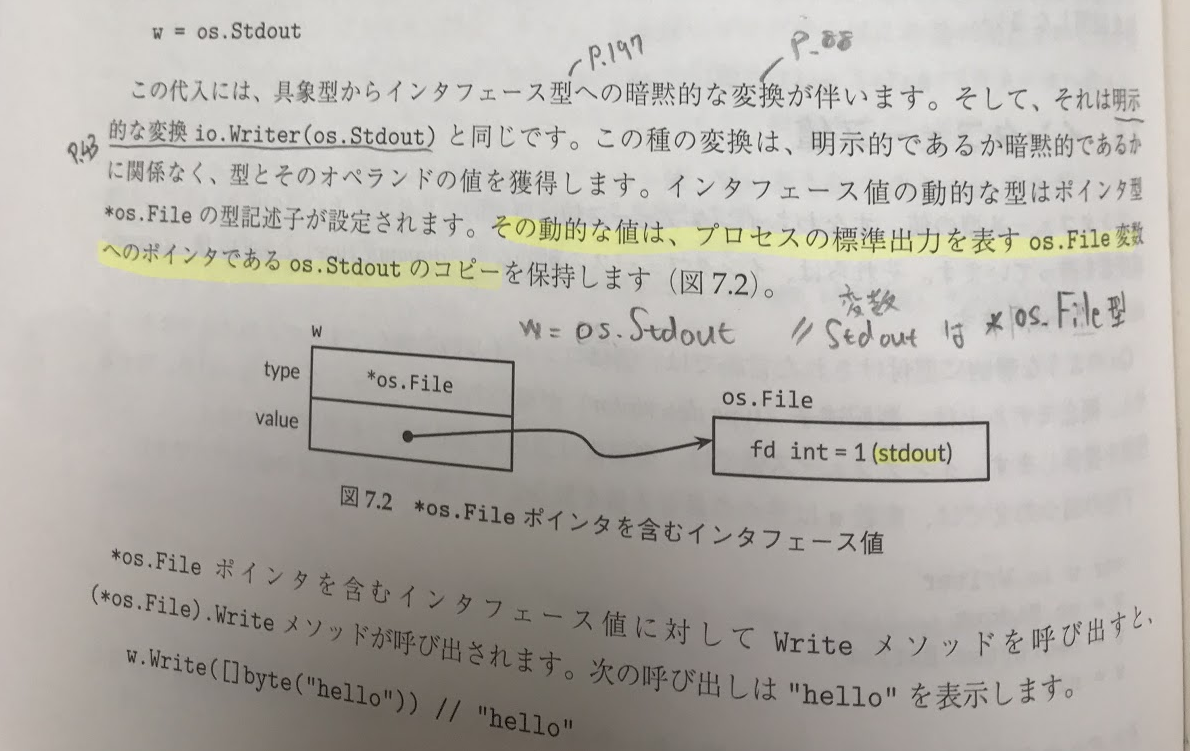 w = os.Stdout
P.197
P.88
この代入には、具象型からインタフェース型への暗黙的な変換が伴います。そして、それは明示
的な変換 io.Writer(os.Stdout) と同じです。この種の変換は、明示的であるか暗黙的であるか
に関係なく、型とそのオペランドの値を獲得します。インタフェース値の動的な型はポインタ型
*os.File の型記述子が設定されます。その動的な値は、プロセスの標準出力を表す os.File 変数
へのポインタである os.Stdout のコピーを保持します（図 7.2）。
変数
w = os.Stdout // Stdout は *os.File型
w
type *os.File
value
os.File
fd int = 1 (stdout)
図 7.2 *os.File ポインタを含むインタフェース値
*os.File ポインタを含むインタフェース値に対して Write メソッドを呼び出すと、
(*os.File).Write メソッドが呼び出されます。次の呼び出しは "hello" を表示します。
w.Write([]byte("hello")) // "hello"